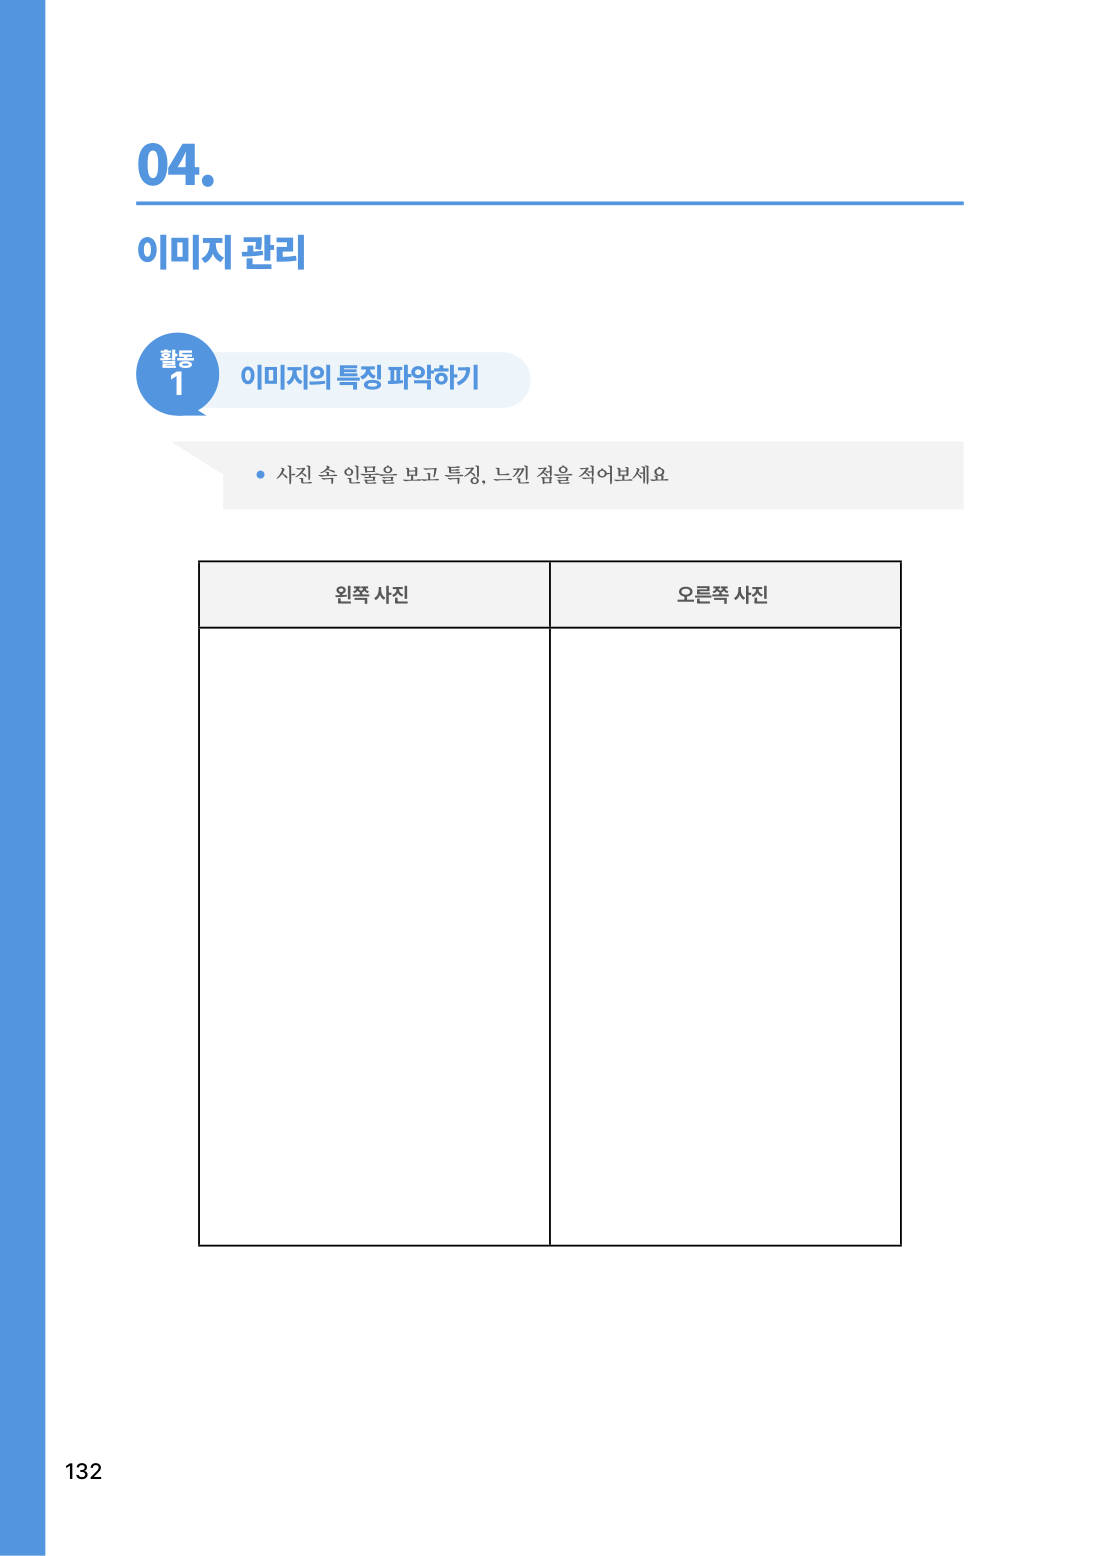 04.
이미지 관리
활동
1
이미지의 특징 파악하기
• 사진 속 인물을 보고 특징, 느낀 점을 적어보세요
왼쪽 사진
오른쪽 사진
132